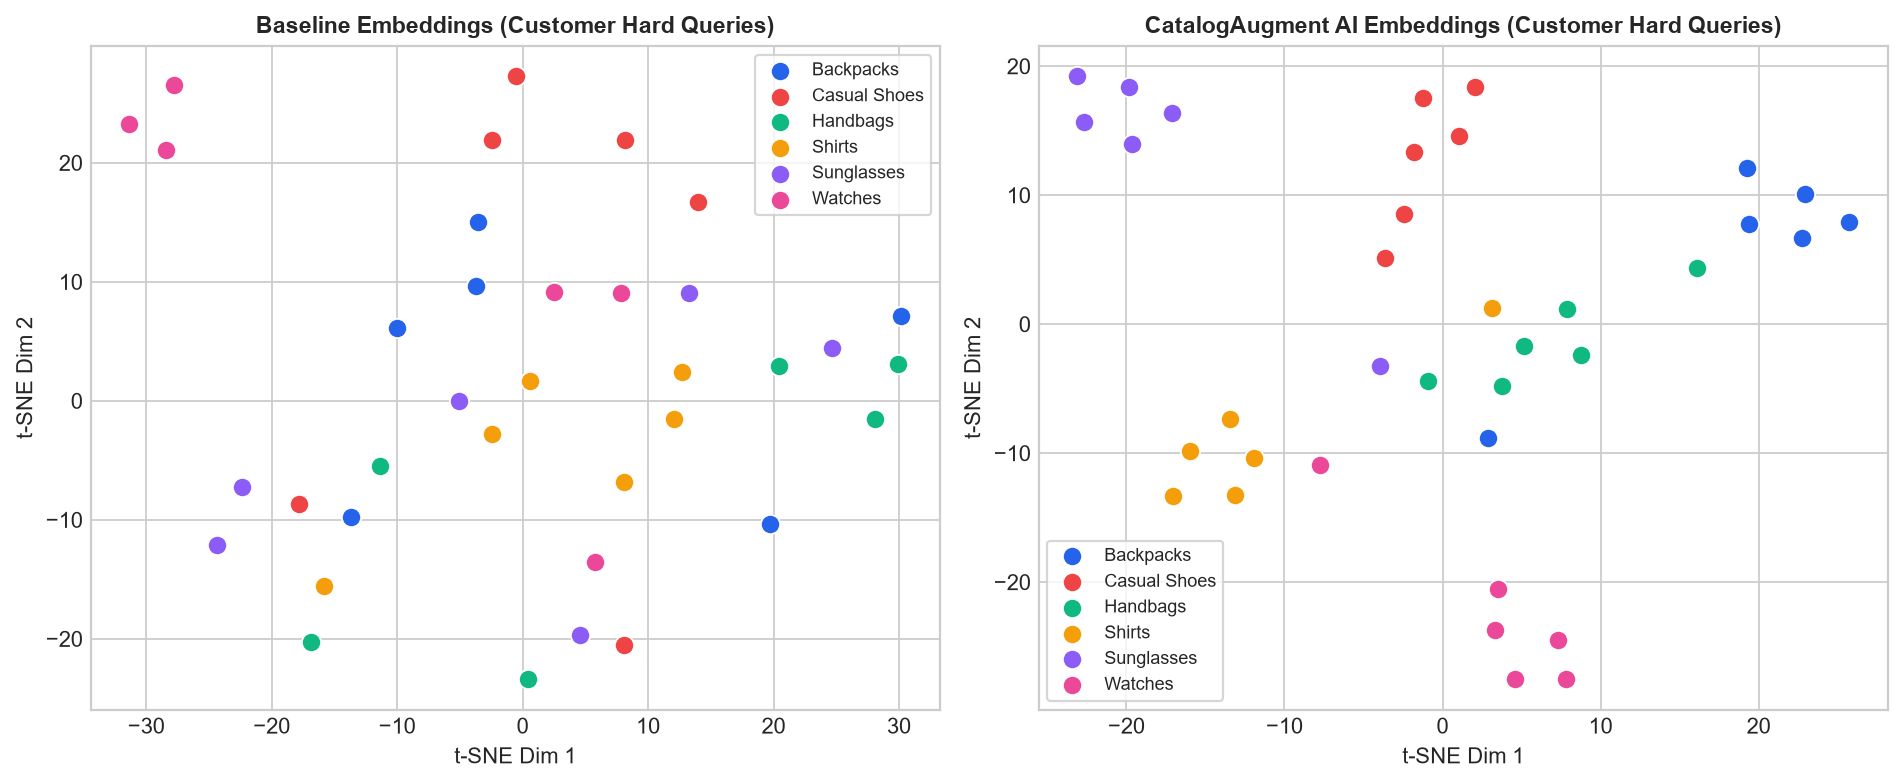 Baseline Embeddings (Customer Hard Queries)
Backpacks
Casual Shoes
Handbags
Shirts
Sunglasses
Watches
20
10
0
−10
−20
t-SNE Dim 2
−30
−20
−10
0
10
20
30
t-SNE Dim 1
CatalogAugment AI Embeddings (Customer Hard Queries)
20
10
0
−10
−20
t-SNE Dim 2
Backpacks
Casual Shoes
Handbags
Shirts
Sunglasses
Watches
−20
−10
0
10
20
t-SNE Dim 1